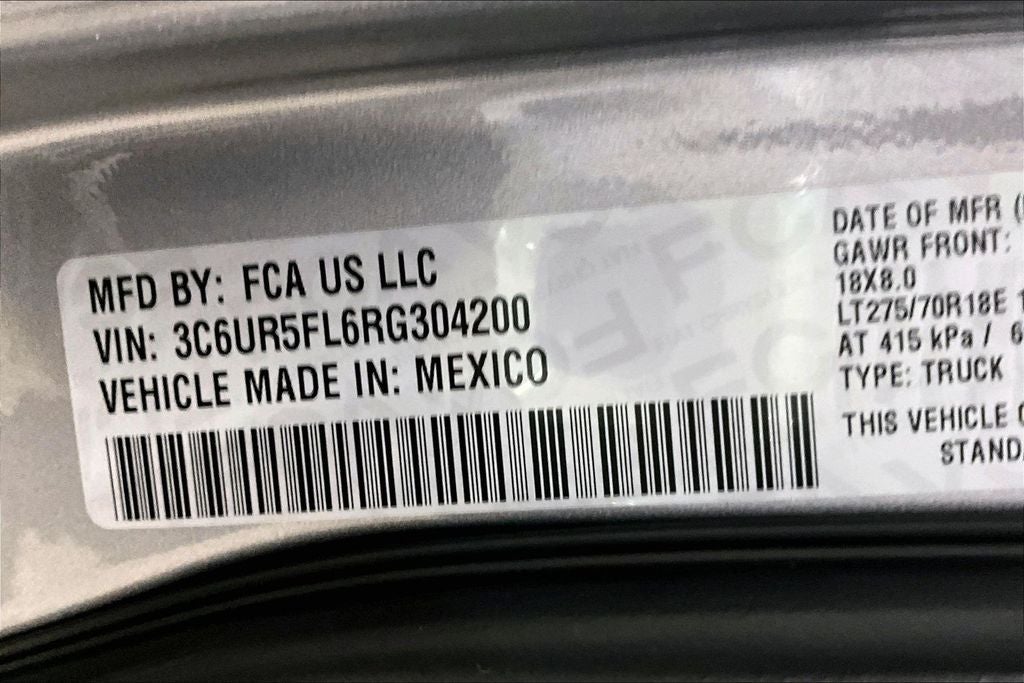 MFD BY: FCA US LLC
VIN: 3C6UR5FL6RG304200
VEHICLE MADE IN: MEXICO
DATE OF MFR
GAWR FRONT:
18X8.0
LT275/70R18E
AT 415 kPa /
TYPE: TRUCK
THIS VEHICLE